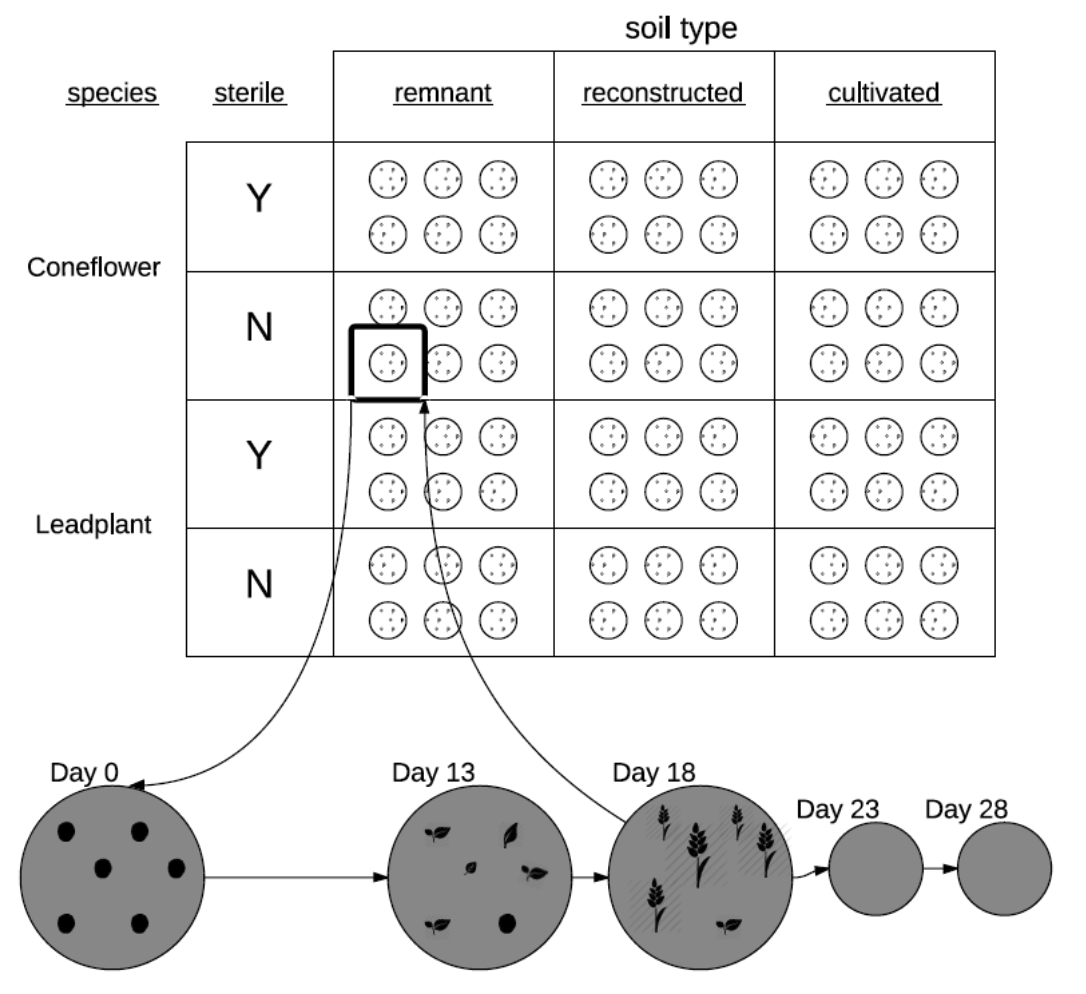 soil type
species sterile remnant reconstructed cultivated
Y
Coneflower
N
Y
Leadplant
N
Day 0 Day 13 Day 18
Day 23 Day 28